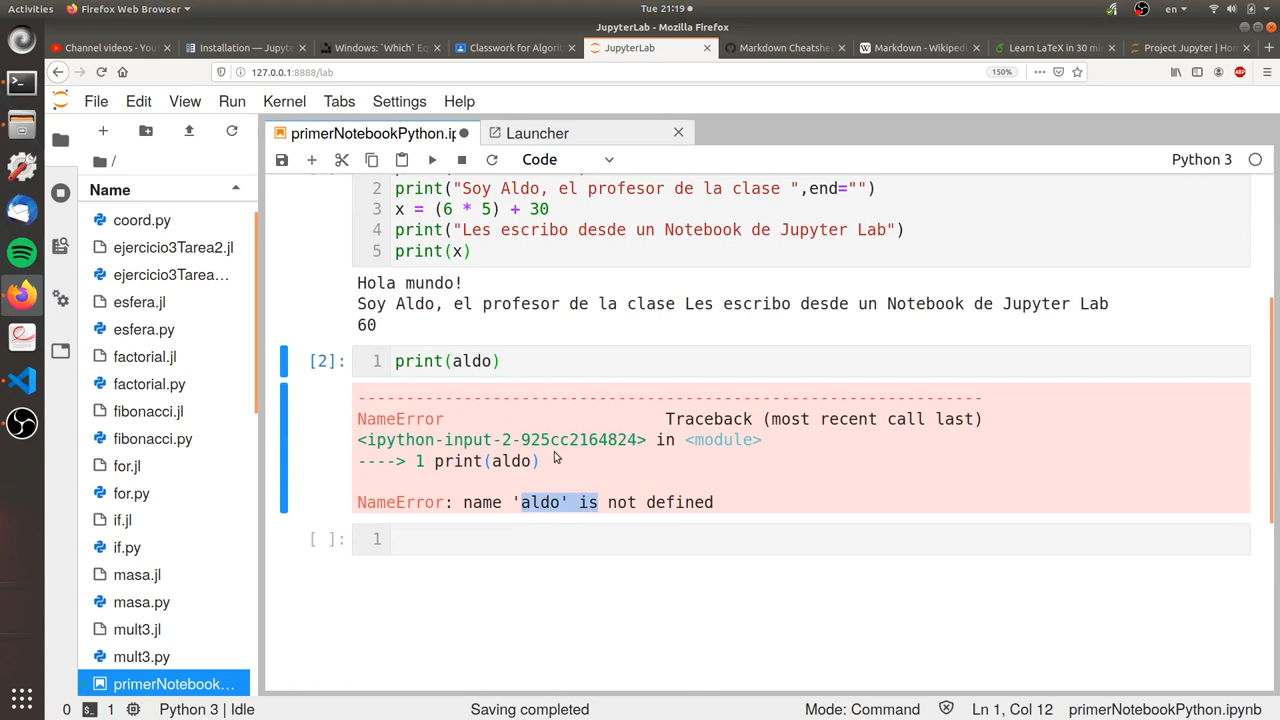 Activities Firefox Web Browser Tue 21:19 en
JupyterLab - Mozilla Firefox
Channel videos - You Installation — Jupyte Windows: `Which` Eq Classwork for Algorit JupyterLab Markdown Cheatshe Markdown - Wikiped Learn LaTeX in 30 mi Project Jupyter | Hom
127.0.0.1:8888/lab 150% ABP
File Edit View Run Kernel Tabs Settings Help
primerNotebookPython.ip Launcher
Code Python 3
/
Name
coord.py
ejercicio3Tarea2.jl
ejercicio3Tarea…
esfera.jl
esfera.py
factorial.jl
factorial.py
fibonacci.jl
fibonacci.py
for.jl
for.py
if.jl
if.py
masa.jl
masa.py
mult3.jl
mult3.py
primerNotebook…
2 print("Soy Aldo, el profesor de la clase ",end="")
3 x = (6 * 5) + 30
4 print("Les escribo desde un Notebook de Jupyter Lab")
5 print(x)
Hola mundo!
Soy Aldo, el profesor de la clase Les escribo desde un Notebook de Jupyter Lab
60
[2]: 1 print(aldo)
---------------------------------------------------------------------------
NameError Traceback (most recent call last)
<ipython-input-2-925cc2164824> in <module>
----> 1 print(aldo)
NameError: name 'aldo' is not defined
[ ]: 1
0 1 Python 3 | Idle Saving completed Mode: Command Ln 1, Col 12 primerNotebookPython.ipynb